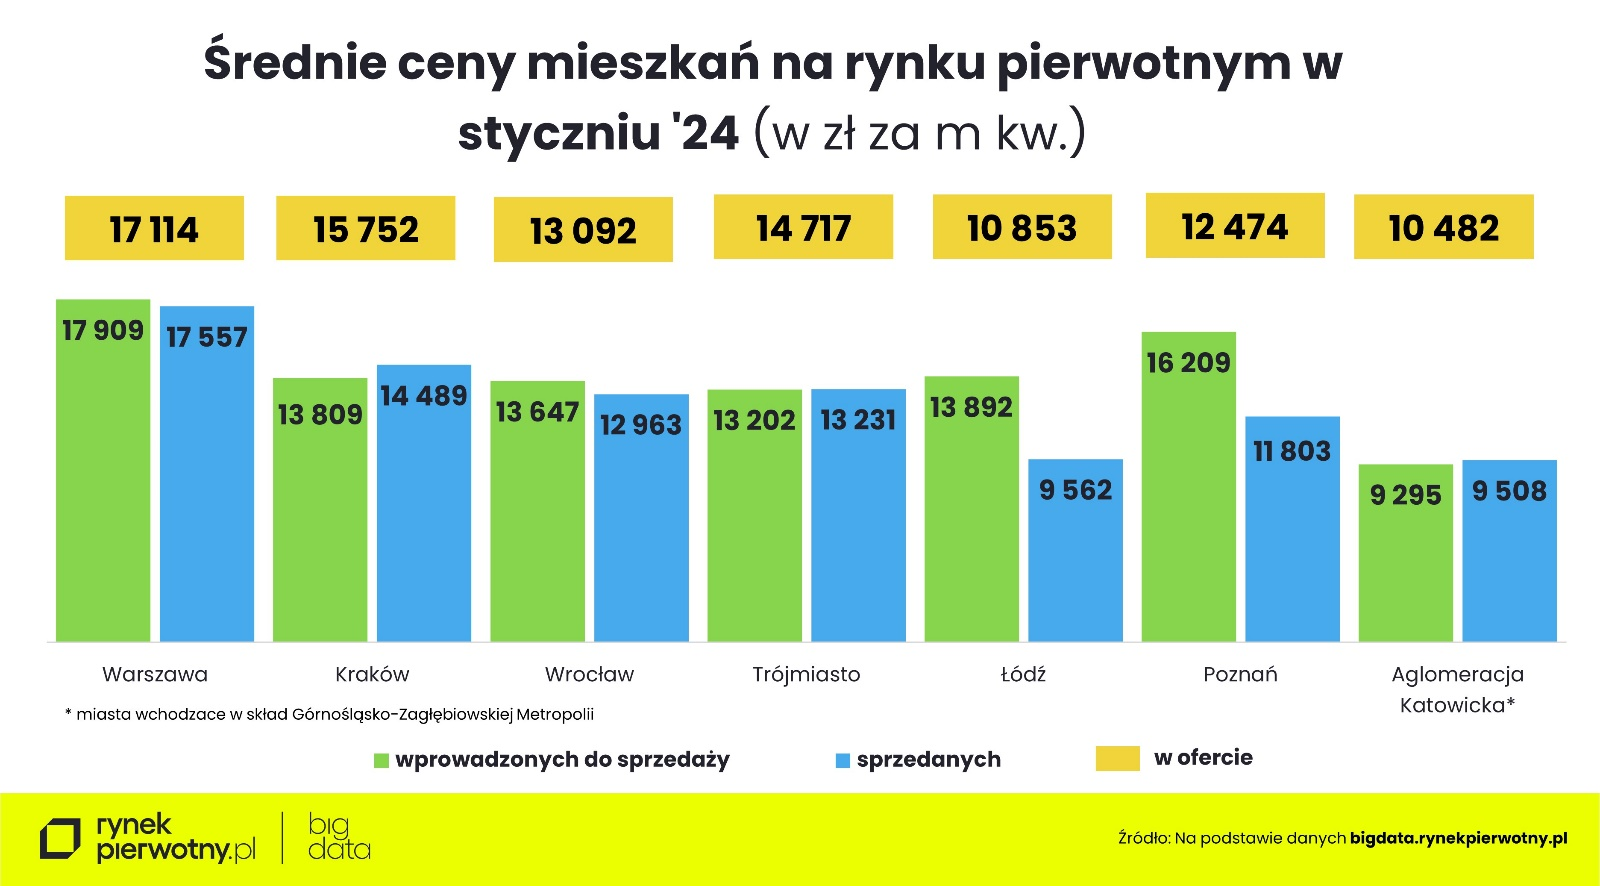 Średnie ceny mieszkań na rynku pierwotnym w
styczniu '24 (w zł za m kw.)
17 114
15 752
13 092
14 717
10 853
12 474
10 482
17 909
17 557
13 809
14 489
13 647
12 963
13 202
13 231
13 892
9 562
16 209
11 803
9 295
9 508
Warszawa
Kraków
Wrocław
Trójmiasto
Łódź
Poznań
Aglomeracja
Katowicka*
* miasta wchodzace w skład Górnośląsko-Zagłębiowskiej Metropolii
wprowadzonych do sprzedaży
sprzedanych
w ofercie
rynek
pierwotny.pl
big
data
Źródło: Na podstawie danych bigdata.rynekpierwotny.pl